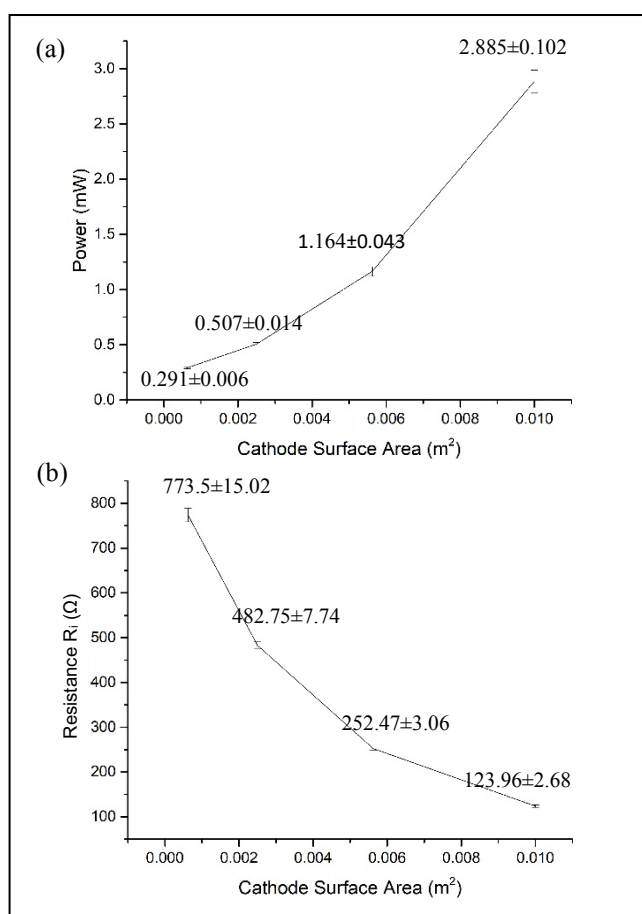 (a)
2.885±0.102
3.0
2.5
2.0
1.5
1.0
0.5
0.0
Power (mW)
1.164±0.043
0.507±0.014
0.291±0.006
0.000 0.002 0.004 0.006 0.008 0.010
Cathode Surface Area (m²)
(b)
773.5±15.02
800
700
600
500
400
300
200
100
Resistance Rᵢ (Ω)
482.75±7.74
252.47±3.06
123.96±2.68
0.000 0.002 0.004 0.006 0.008 0.010
Cathode Surface Area (m²)